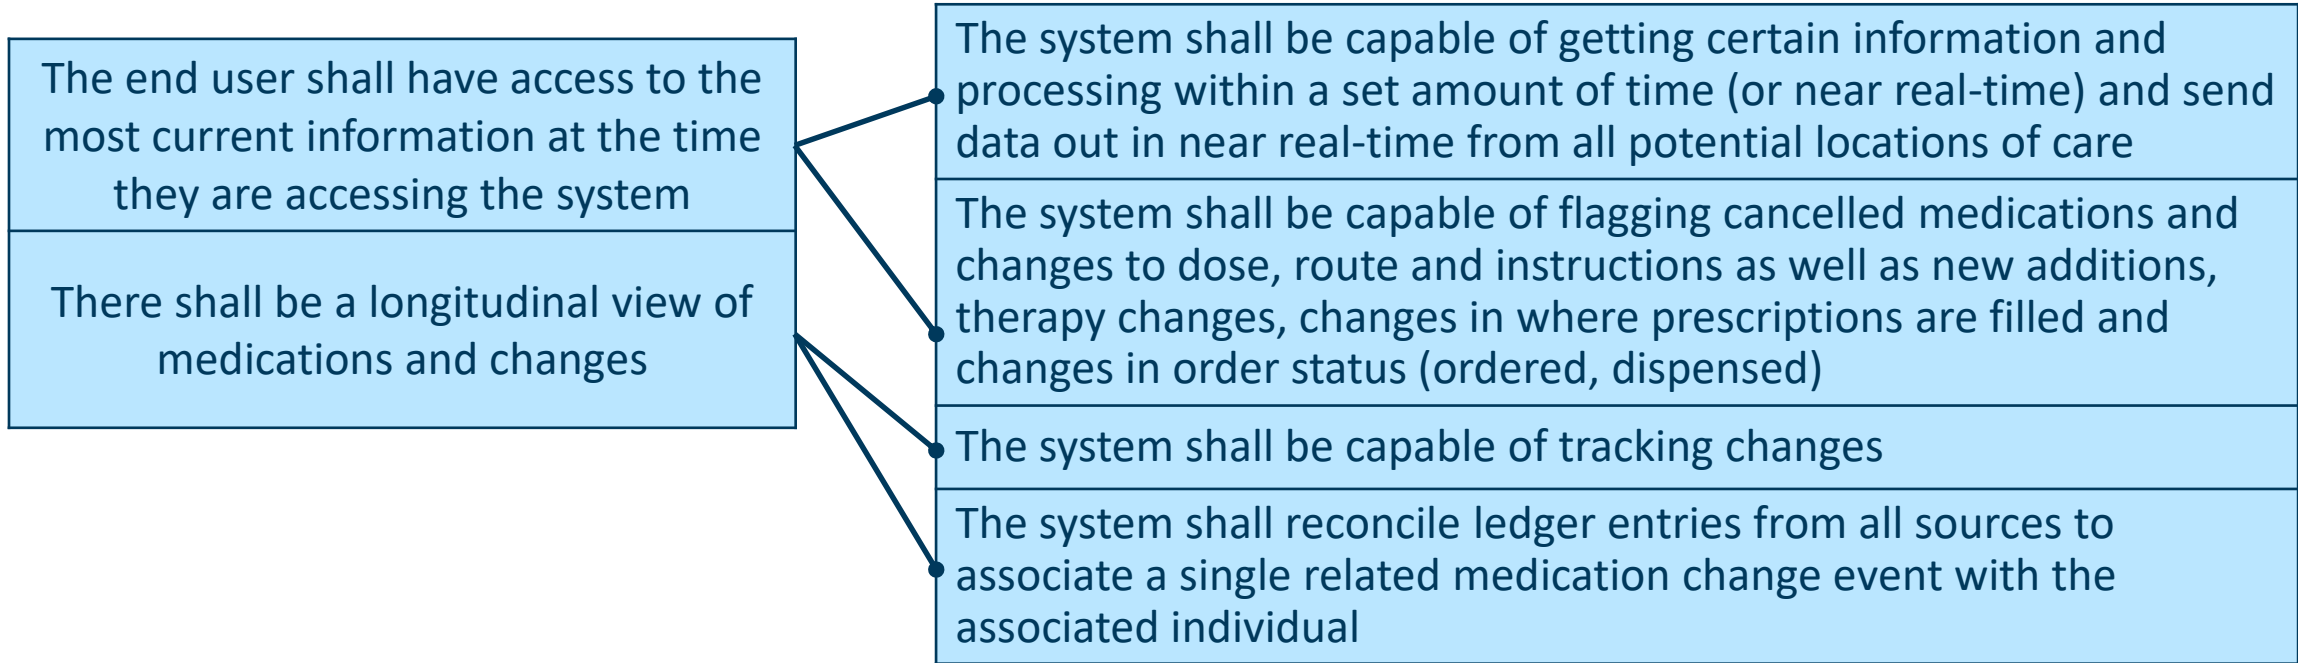 The end user shall have access to the
most current information at the time
they are accessing the system
There shall be a longitudinal view of
medications and changes
The system shall be capable of getting certain information and
processing within a set amount of time (or near real-time) and send
data out in near real-time from all potential locations of care
The system shall be capable of flagging cancelled medications and
changes to dose, route and instructions as well as new additions,
therapy changes, changes in where prescriptions are filled and
changes in order status (ordered, dispensed)
The system shall be capable of tracking changes
The system shall reconcile ledger entries from all sources to
associate a single related medication change event with the
associated individual